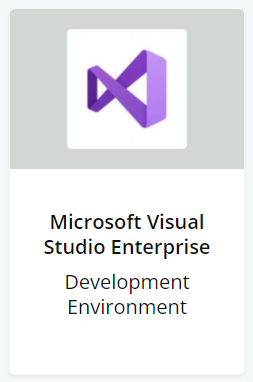 Microsoft Visual
Studio Enterprise
Development
Environment